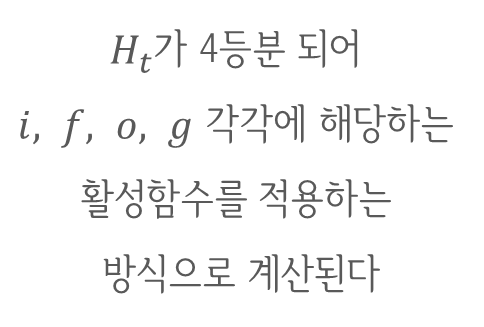 H_t가 4등분 되어
i, f, o, g 각각에 해당하는
활성함수를 적용하는
방식으로 계산된다